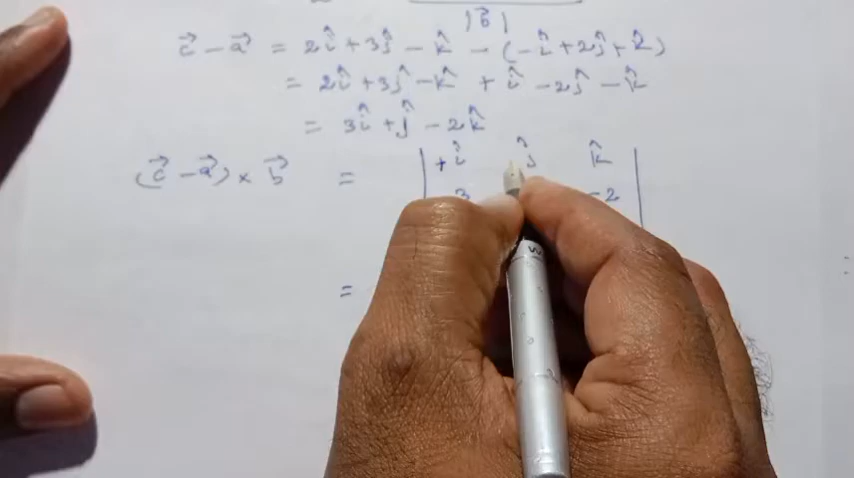 |b⃗|
c⃗ - a⃗ = 2î + 3ĵ - k̂ - (-î + 2ĵ + k̂)
= 2î + 3ĵ - k̂ + î - 2ĵ - k̂
= 3î + ĵ - 2k̂
(c⃗ - a⃗) × b⃗ = | +î ĵ k̂ |
3 -2
=